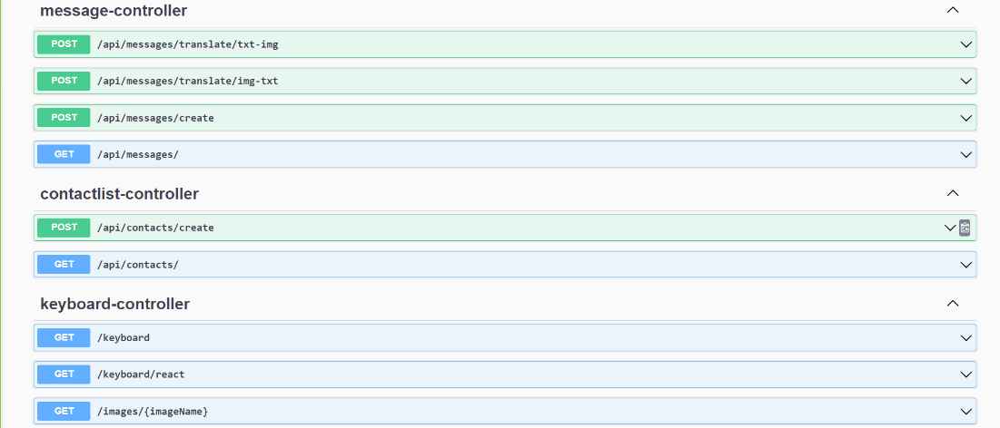 message-controller
POST /api/messages/translate/txt-img
POST /api/messages/translate/img-txt
POST /api/messages/create
GET /api/messages/
contactlist-controller
POST /api/contacts/create
GET /api/contacts/
keyboard-controller
GET /keyboard
GET /keyboard/react
GET /images/{imageName}